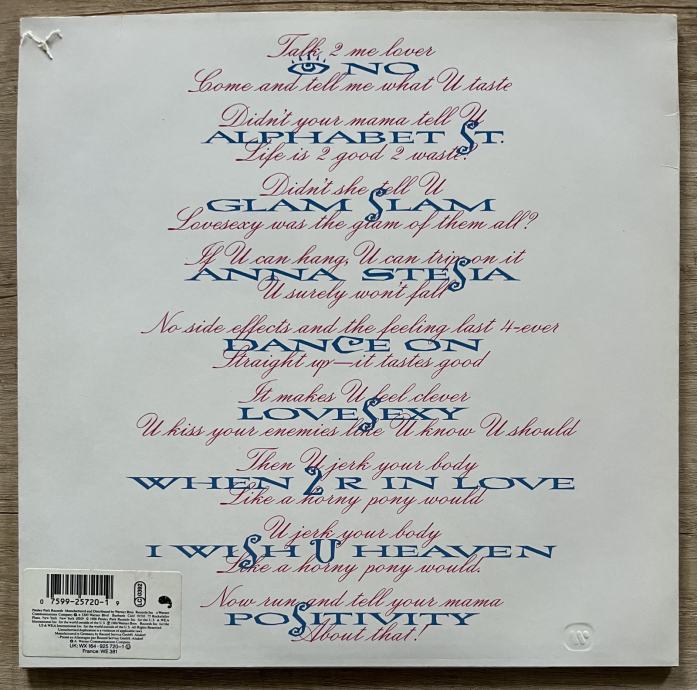 Talk 2 me lover
NO
Come and tell me what U taste
Didn't your mama tell U
ALPHABET ST.
Life is 2 good 2 waste.
Didn't she tell U
GLAM SLAM
Lovesexy was the glam of them all?
If U can hang, U can trip on it
ANNA STESIA
U surely won't fall
No side effects and the feeling last 4-ever
DANCE ON
Straight up—it tastes good
It makes U feel clever
LOVESEXY
U kiss your enemies like U know U should
Then U jerk your body
WHEN 2 R IN LOVE
Like a horny pony would
U jerk your body
I WISH U HEAVEN
Like a horny pony would.
Now run and tell your mama
POSITIVITY
About that!
0 7599-25720-1 9
UK: WX 164 · 925 720-1
France: WE 381